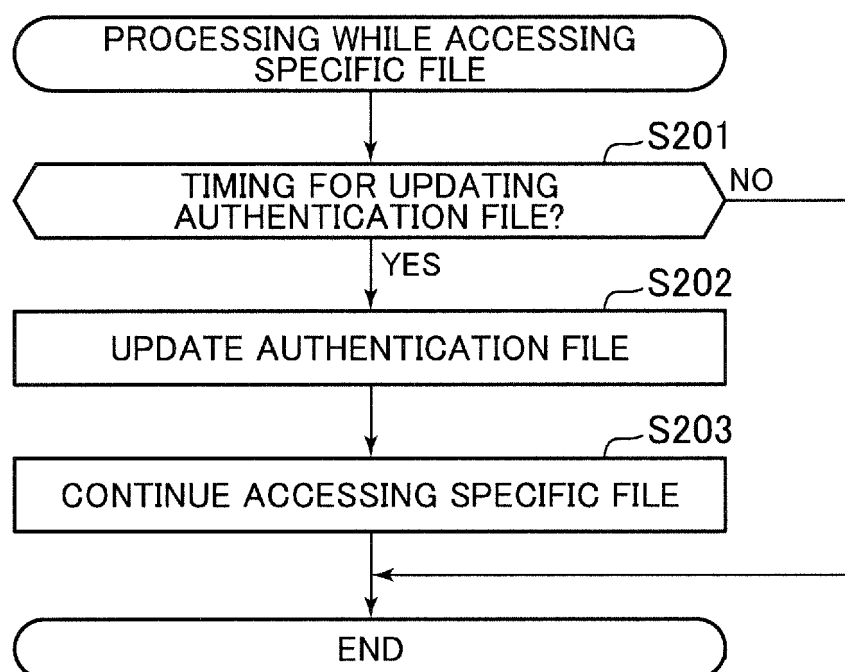 PROCESSING WHILE ACCESSING
SPECIFIC FILE
S201
TIMING FOR UPDATING
AUTHENTICATION FILE?
NO
YES
S202
UPDATE AUTHENTICATION FILE
S203
CONTINUE ACCESSING SPECIFIC FILE
END